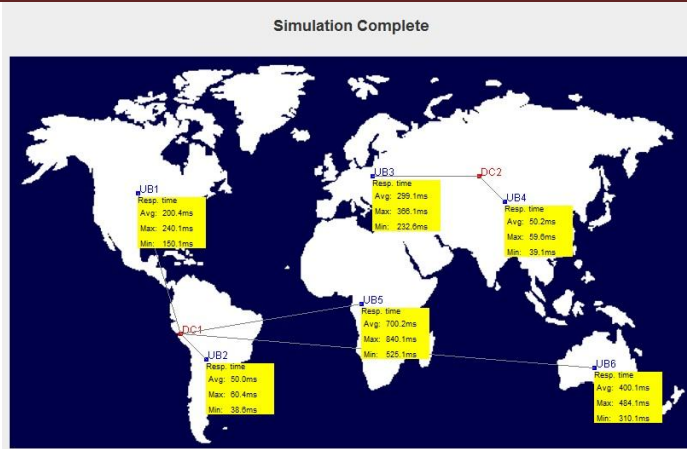 Simulation Complete
UB1
Resp. time
Avg: 200.4ms
Max: 240.1ms
Min: 150.1ms
UB3
Resp. time
Avg: 299.1ms
Max: 366.1ms
Min: 232.6ms
DC2
UB4
Resp. time
Avg: 50.2ms
Max: 59.6ms
Min: 39.1ms
UB5
Resp. time
Avg: 700.2ms
Max: 840.1ms
Min: 525.1ms
DC1
UB2
Resp. time
Avg: 50.0ms
Max: 60.4ms
Min: 38.6ms
UB6
Resp. time
Avg: 400.1ms
Max: 484.1ms
Min: 310.1ms